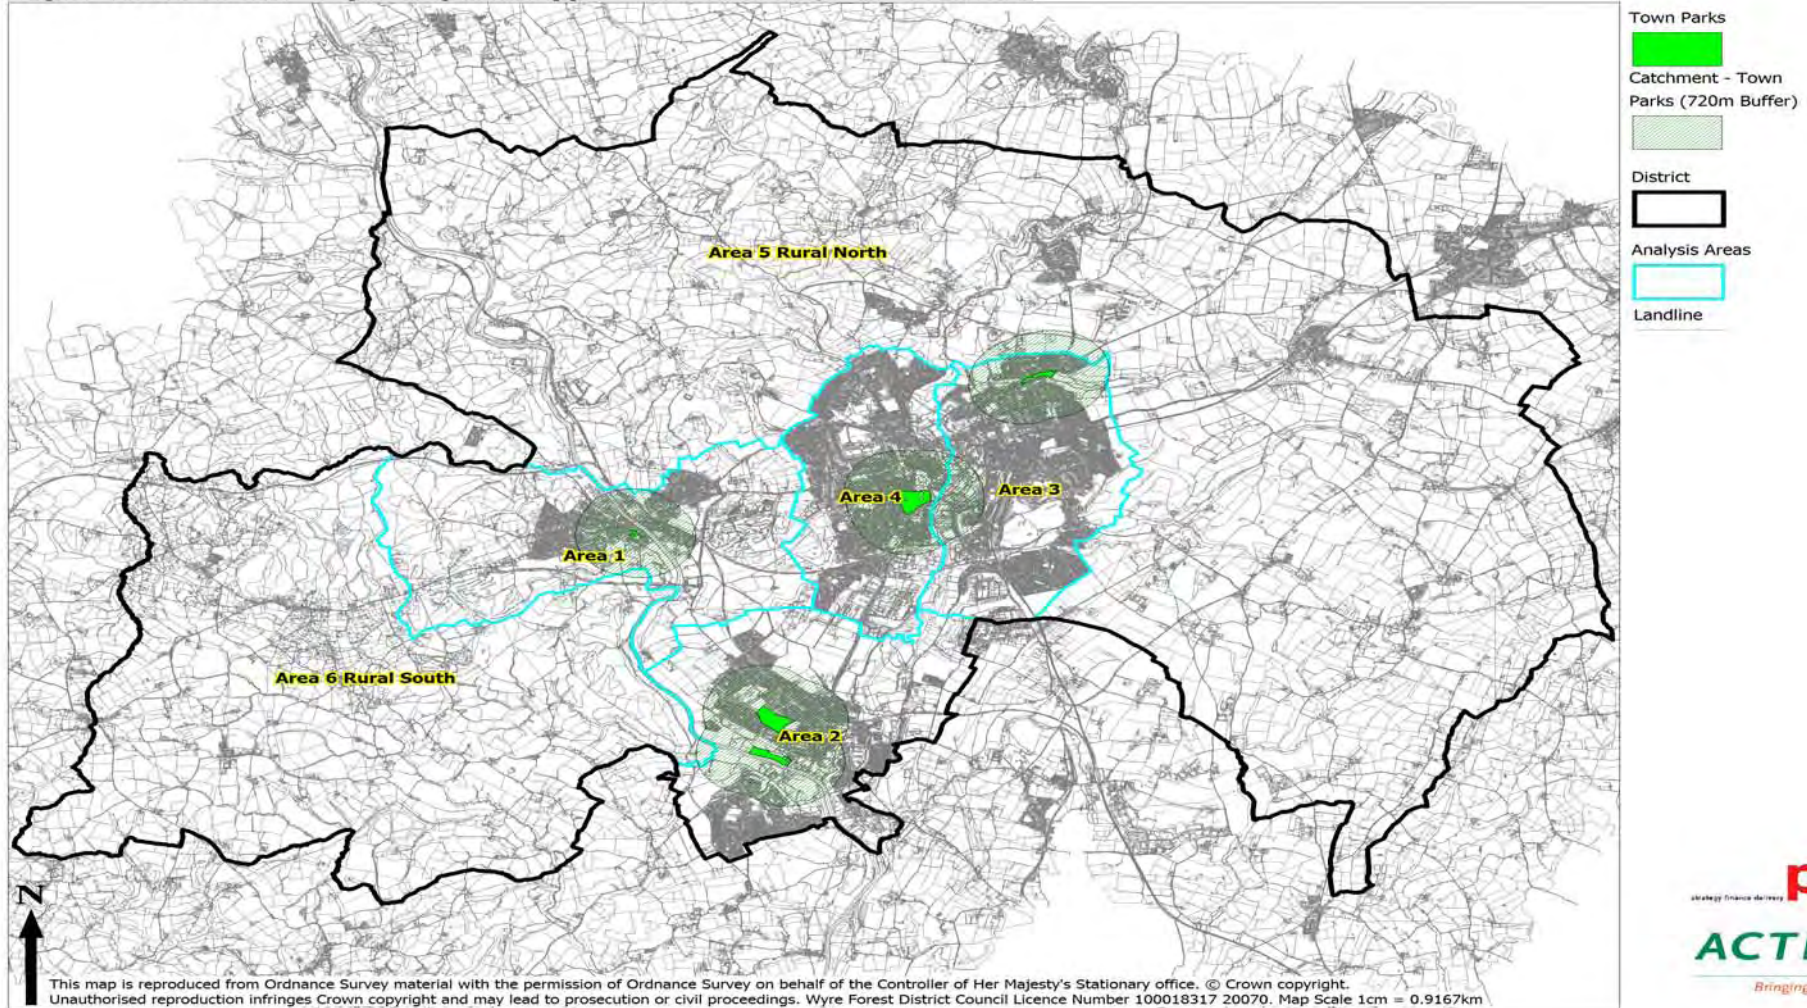 Town Parks
Catchment - Town
Parks (720m Buffer)
District
Analysis Areas
Landline
Area 5 Rural North
Area 4
Area 3
Area 1
Area 6 Rural South
Area 2
N
strategy finance delivery
This map is reproduced from Ordnance Survey material with the permission of Ordnance Survey on behalf of the Controller of Her Majesty's Stationary office. © Crown copyright.
Unauthorised reproduction infringes Crown copyright and may lead to prosecution or civil proceedings. Wyre Forest District Council Licence Number 100018317 20070. Map Scale 1cm = 0.9167km
Bringing